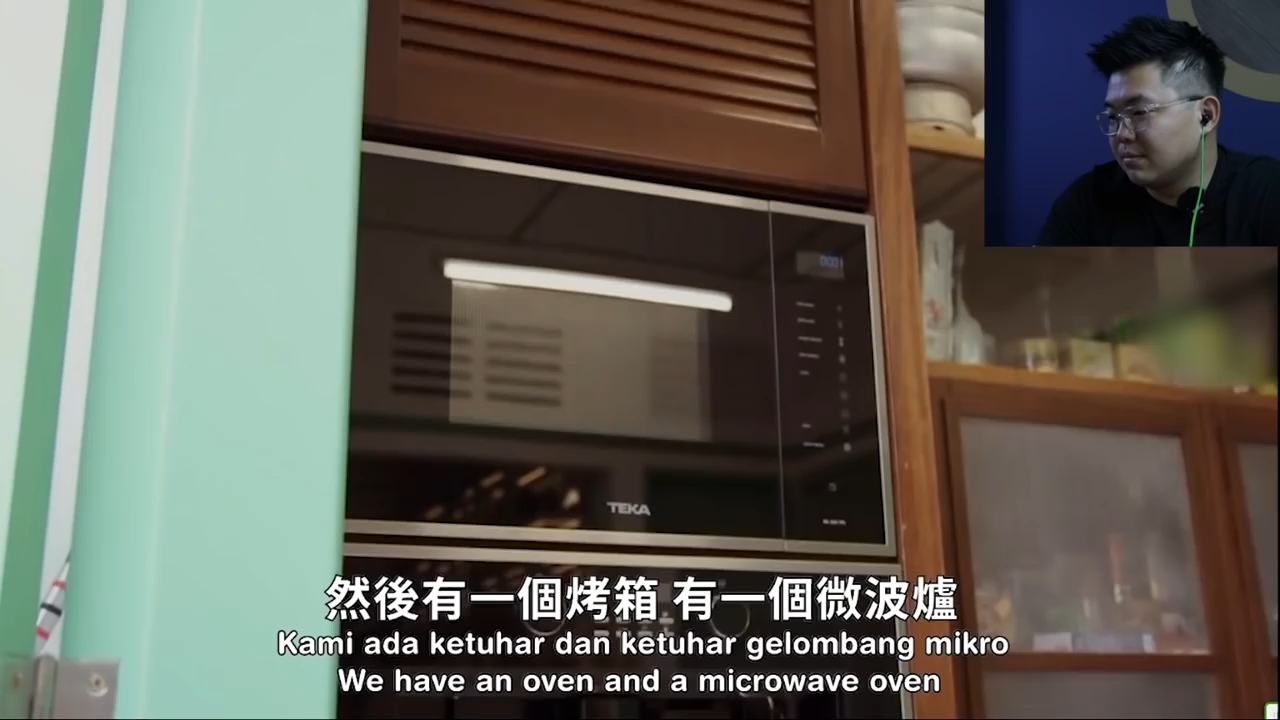 0001
TEKA
然後有一個烤箱 有一個微波爐
Kami ada ketuhar dan ketuhar gelombang mikro
We have an oven and a microwave oven